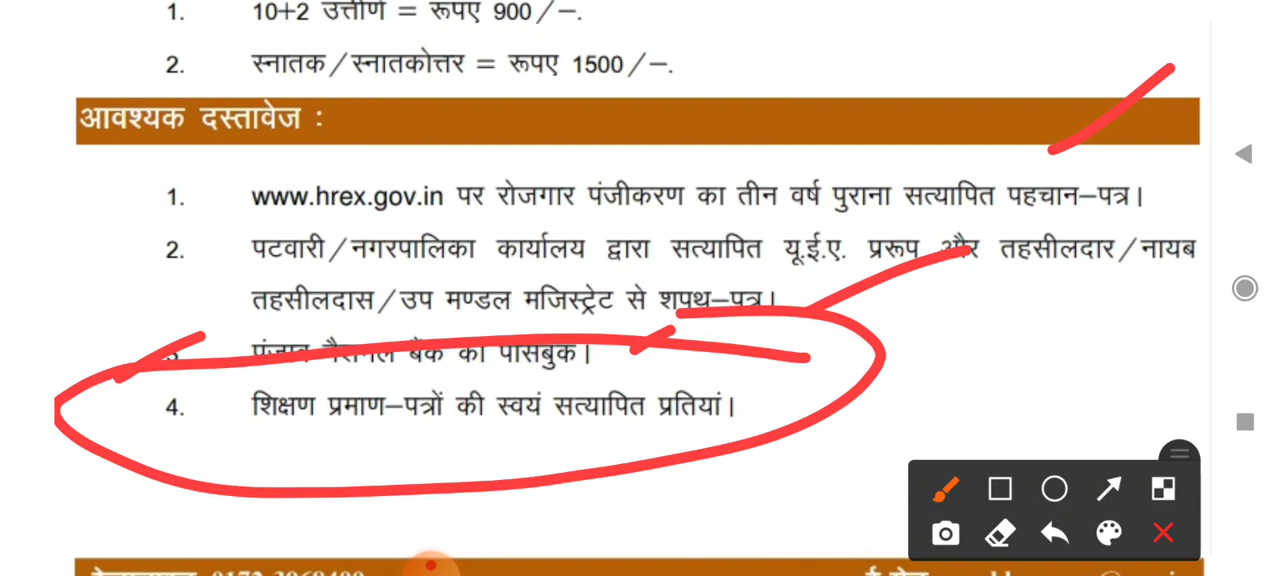 1. 10+2 उत्तीर्ण = रूपए 900/–.
2. स्नातक/स्नातकोत्तर = रूपए 1500/–.
आवश्यक दस्तावेज :
1. www.hrex.gov.in पर रोजगार पंजीकरण का तीन वर्ष पुराना सत्यापित पहचान–पत्र।
2. पटवारी/नगरपालिका कार्यालय द्वारा सत्यापित यू.ई.ए. प्ररूप और तहसीलदार/नायब
तहसीलदास/उप मण्डल मजिस्ट्रेट से शपथ–पत्र।
3. पंजाब नैशनल बैंक की पासबुक।
4. शिक्षण प्रमाण–पत्रों की स्वयं सत्यापित प्रतियां।